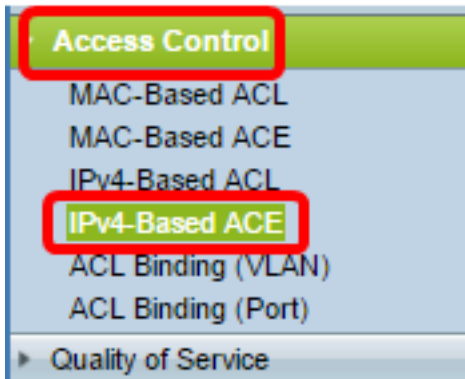 Access Control
MAC-Based ACL
MAC-Based ACE
IPv4-Based ACL
IPv4-Based ACE
ACL Binding (VLAN)
ACL Binding (Port)
Quality of Service